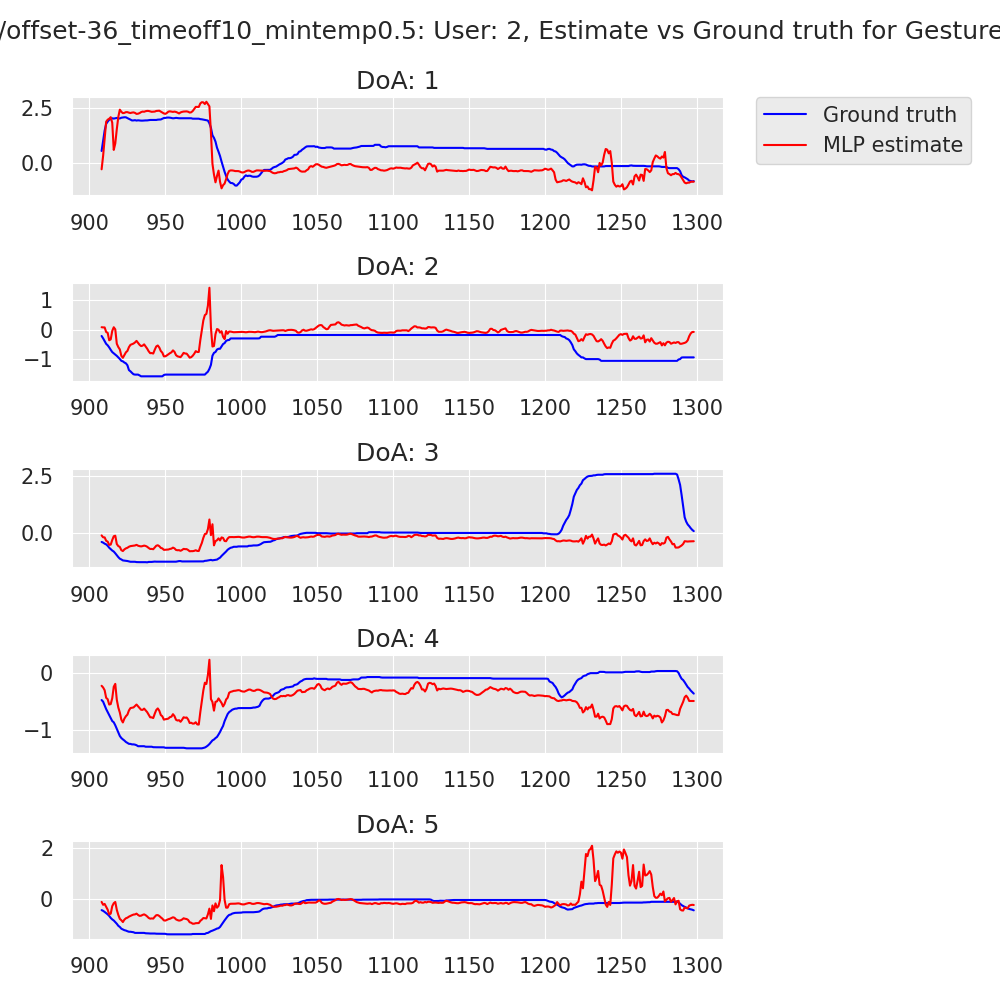 /offset-36_timeoff10_mintemp0.5: User: 2, Estimate vs Ground truth for Gesture
DoA: 1
2.5
0.0
900 950 1000 1050 1100 1150 1200 1250 1300
Ground truth
MLP estimate
DoA: 2
1
0
−1
900 950 1000 1050 1100 1150 1200 1250 1300
DoA: 3
2.5
0.0
900 950 1000 1050 1100 1150 1200 1250 1300
DoA: 4
0
−1
900 950 1000 1050 1100 1150 1200 1250 1300
DoA: 5
2
0
900 950 1000 1050 1100 1150 1200 1250 1300